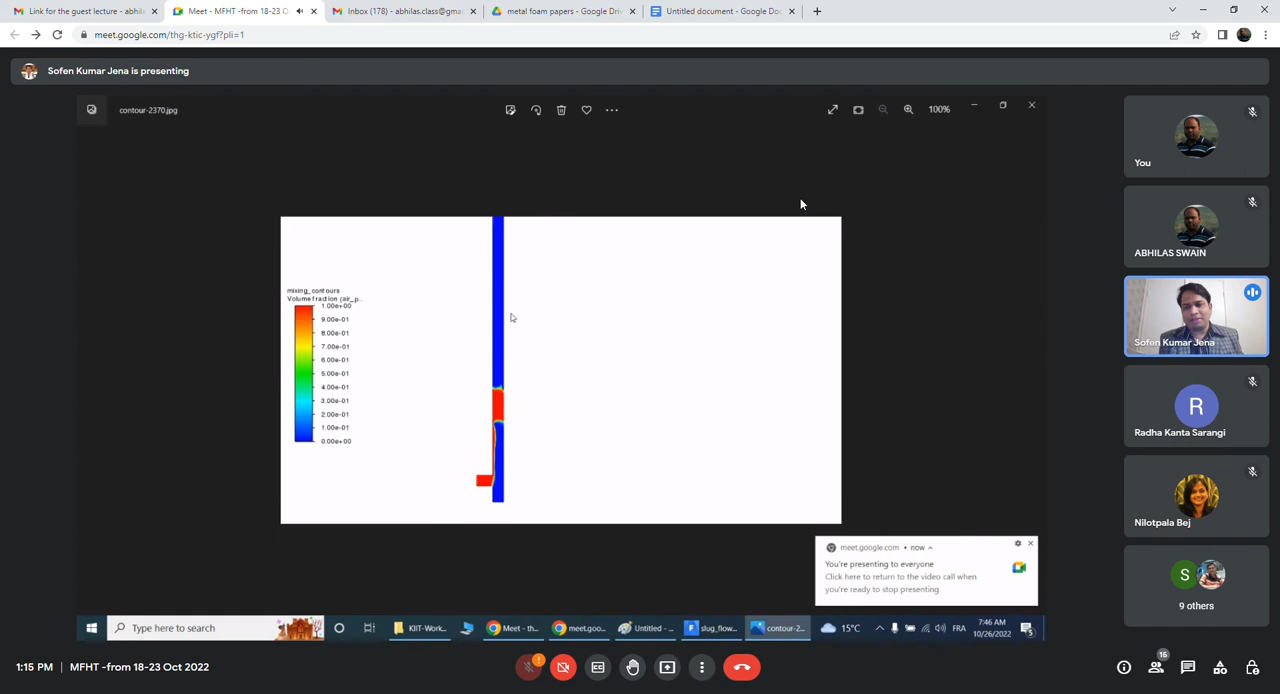 Link for the guest lecture - abhila
Meet - MFHT -from 18-23 O
Inbox (178) - abhilas.class@gmai
metal foam papers - Google Driv
Untitled document - Google Doc
meet.google.com/thg-ktic-ygf?pli=1
Sofen Kumar Jena is presenting
contour-2370.jpg
100%
You
ABHILAS SWAIN
Sofen Kumar Jena
R
Radha Kanta Sarangi
Nilotpala Bej
S
9 others
mixing_contours
Volume fraction (air_p...
1.00e+00
9.00e-01
8.00e-01
7.00e-01
6.00e-01
5.00e-01
4.00e-01
3.00e-01
2.00e-01
1.00e-01
0.00e+00
meet.google.com • now
You're presenting to everyone
Click here to return to the video call when
you're ready to stop presenting
Type here to search
KIIT-Work...
Meet - th...
meet.goo...
Untitled - ...
F slug_flow...
contour-2...
15°C
FRA
7:46 AM
10/26/2022
5
1:15 PM | MFHT -from 18-23 Oct 2022
15